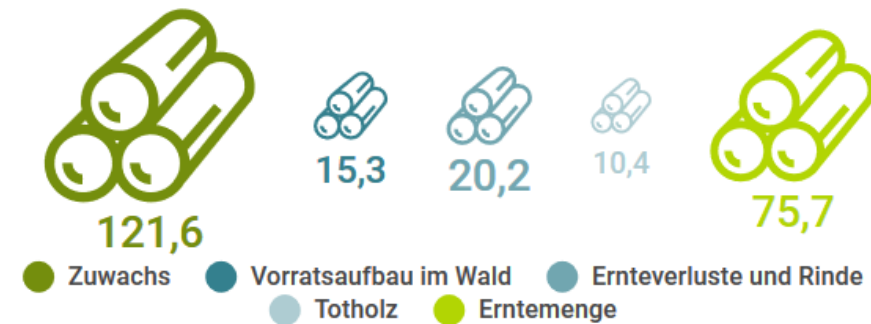 121,6
15,3
20,2
10,4
75,7
Zuwachs Vorratsaufbau im Wald Ernteverluste und Rinde
Totholz Erntemenge